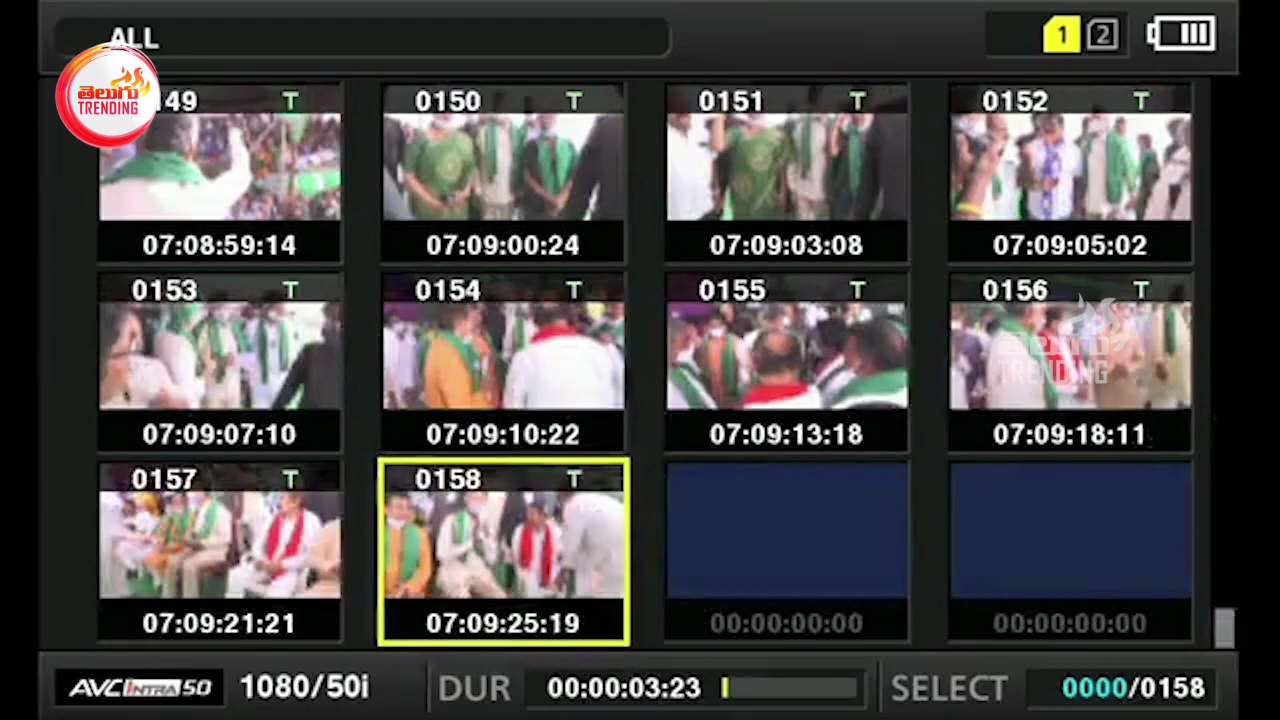 ALL
1 2
తెలుగు
TRENDING
149 T
0150 T
0151 T
0152 T
07:08:59:14
07:09:00:24
07:09:03:08
07:09:05:02
0153 T
0154 T
0155 T
0156 T
తెలుగు
TRENDING
07:09:07:10
07:09:10:22
07:09:13:18
07:09:18:11
0157 T
0158 T
07:09:21:21
07:09:25:19
00:00:00:00
00:00:00:00
AVC INTRA 50 1080/50i DUR 00:00:03:23 SELECT 0000/0158